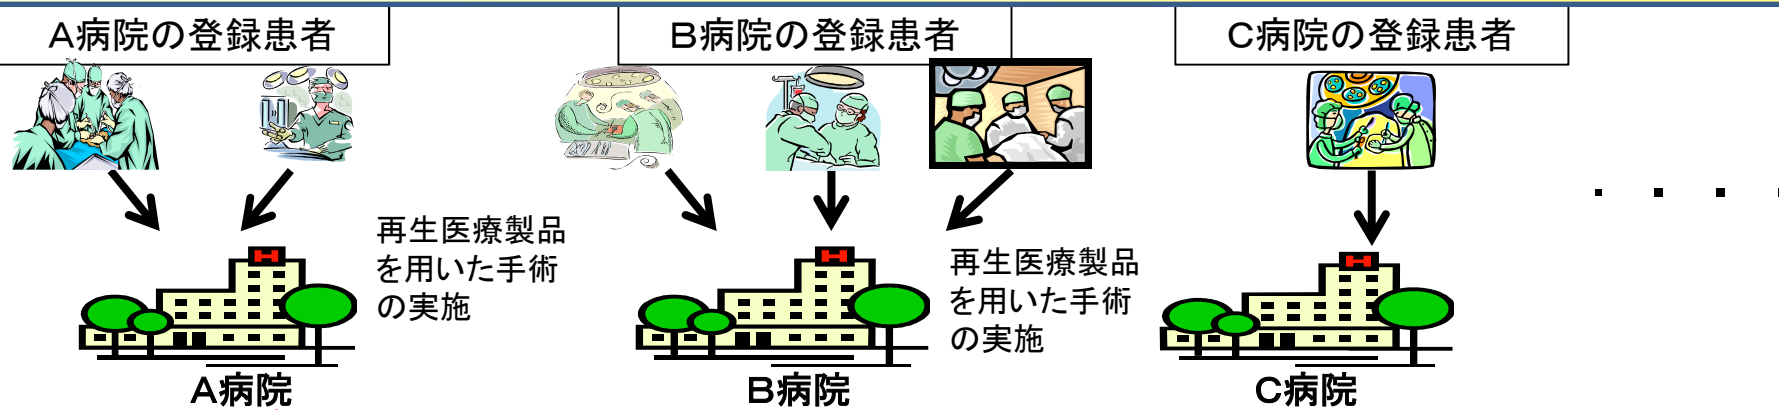 A病院の登録患者
B病院の登録患者
C病院の登録患者
再生医療製品
を用いた手術
の実施
再生医療製品
を用いた手術
の実施
・・・・
A病院
B病院
C病院